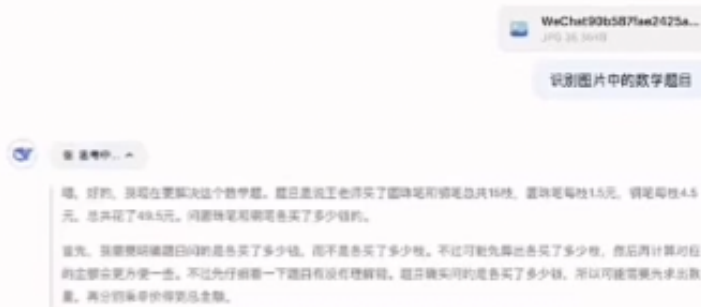 WeChat90b587fae2425a...
JPG 36.56KB
识别图片中的数学题目
思考中...
嗯，好的，我现在要解决这个数学题。题目是说王老师买了圆珠笔和钢笔总共15枝，圆珠笔每枝1.5元，钢笔每枝4.5
元，总共花了49.5元。问圆珠笔和钢笔各买了多少钱的。
首先，我需要明确题目问的是各买了多少钱，而不是各买了多少枝。不过可能先算出各买了多少枝，然后再计算对应
的金额会更方便一些。不过先仔细看一下题目有没有理解错。题目确实问的是各买了多少钱，所以可能需要先求出数
量，再分别乘单价得到总金额。